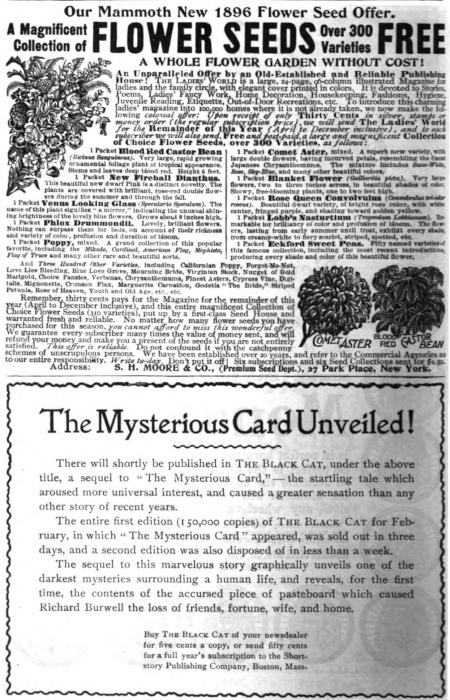 Our Mammoth New 1896 Flower Seed Offer.
A Magnificent Collection of FLOWER SEEDS Over 300 Varieties FREE
A WHOLE FLOWER GARDEN WITHOUT COST!
An Unparalleled Offer by an Old-Established and Reliable Publishing
House! THE LADIES' WORLD is a large, 24-page, 96-column illustrated Magazine for
ladies and the family circle, with elegant cover printed in colors. It is devoted to Stories,
Poems, Ladies' Fancy Work, Home Decoration, Housekeeping, Fashions, Hygiene,
Juvenile Reading, Etiquette, Out-of-Door Recreations, etc. To introduce this charming
ladies' magazine into 100,000 homes where it is not already taken, we now make the fol-
lowing colossal offer: Upon receipt of only Thirty Cents in silver, stamps or
money order (the regular subscription price), we will send The Ladies' World
for the Remainder of this Year (April to December inclusive), and to each
subscriber we will also send, Free and post-paid, a large and magnificent Collection
of Choice Flower Seeds, over 300 Varieties, as follows:
1 Packet Blood Red Castor Bean
(Ricinus Sanguineus). Very large, rapid growing
ornamental foliage plant of tropical appearance.
Stems and leaves deep blood red. Height 6 feet.
1 Packet New Fireball Dianthus.
This beautiful new dwarf Pink is a distinct novelty. The
plants are covered with brilliant, rose-red double flow-
ers during the summer and through the fall.
1 Packet Venus Looking Glass (Specularia Speculum). The
name of this plant signifies "a mirror," indicating the unusual shin-
ing brightness of the lovely blue flowers. Grows about 9 inches high.
1 Packet Phlox Drummondii, mixed, brilliant flowers.
Nothing can surpass them for beds, on account of their richness
and variety of color, profusion and duration of bloom.
1 Packet Poppy, mixed. A grand collection of this popular
favorite, including the Mikado, Cardinal, American Flag, Mephisto,
Flag of Truce and many other rare and beautiful sorts.
1 Packet Comet Aster, mixed. A superb new variety, with
large double flowers, having incurved petals, resembling the finest
Japanese Chrysanthemums. The mixture includes Snow-Flake,
Rose, Sky-Blue, and many other beautiful colors.
1 Packet Blanket Flower (Gaillardia picta). Very large
flowers, two to three inches across, in beautiful shades of color.
Showy, free-blooming plants, one to two feet high.
1 Packet Rose Queen Convolvulus (Convolvulus tri-color
roseus). Beautiful dwarf variety, of bright rose color, with white
center, fringed purple, and shading toward golden yellow.
1 Packet Lobb's Nasturtium (Tropæolum Lobbianum). Re-
markable for brilliancy of color and profusion of bloom. The flow-
ers, lasting from early summer until frost, exhibit every shade,
from creamy-white to fiery scarlet, striped, spotted, etc.
1 Packet Eckford Sweet Peas. Fifty named varieties of
this famous collection, including the most recent introductions,
producing every shade and color of this beautiful flower.
And Three Hundred Other Varieties, including Californian Poppy, Forget-Me-Not,
Love Lies Bleeding, Blue Love Grove, Mourning Bride, Virginian Stock, Nugget of Gold
Marigold, Choice Pansies, Verbenas, Chrysanthemums, Finest Asters, Cypress Vine, Digi-
talis, Mignonette, Crimson Flax, Marguerite Carnation, Godetia "The Bride," Striped
Petunia, Rose of Heaven, Youth and Old Age, etc., etc.
Remember, thirty cents pays for the Magazine for the remainder of this
year (April to December inclusive), and this entire magnificent Collection of
Choice Flower Seeds (310 varieties), put up by a first-class Seed House and
warranted fresh and reliable. No matter how many flower seeds you have
purchased for this season, you cannot afford to miss this wonderful offer.
We guarantee every subscriber many times the value of money sent, and will
refund your money and make you a present of the seeds if you are not entirely
satisfied. This offer is reliable. Do not confound it with the catchpenny
schemes of unscrupulous persons. We have been established over 20 years, and refer to the Commercial Agencies as
to our entire responsibility. Write to-day. Don't put it off! Six subscriptions and six Seed Collections sent for $1.50.
Address: S. H. MOORE & CO., (Premium Seed Dept.), 27 Park Place, New York.
COMET ASTER
BLOOD RED CASTOR BEAN
The Mysterious Card Unveiled!
There will shortly be published in THE BLACK CAT, under the above
title, a sequel to "The Mysterious Card,"—the startling tale which
aroused more universal interest, and caused a greater sensation than any
other story of recent years.
The entire first edition (150,000 copies) of THE BLACK CAT for Feb-
ruary, in which "The Mysterious Card" appeared, was sold out in three
days, and a second edition was also disposed of in less than a week.
The sequel to this marvelous story graphically unveils one of the
darkest mysteries surrounding a human life, and reveals, for the first
time, the contents of the accursed piece of pasteboard which caused
Richard Burwell the loss of friends, fortune, wife, and home.
Buy THE BLACK CAT of your newsdealer
for five cents a copy, or send fifty cents
for a full year's subscription to the Short-
story Publishing Company, Boston, Mass.